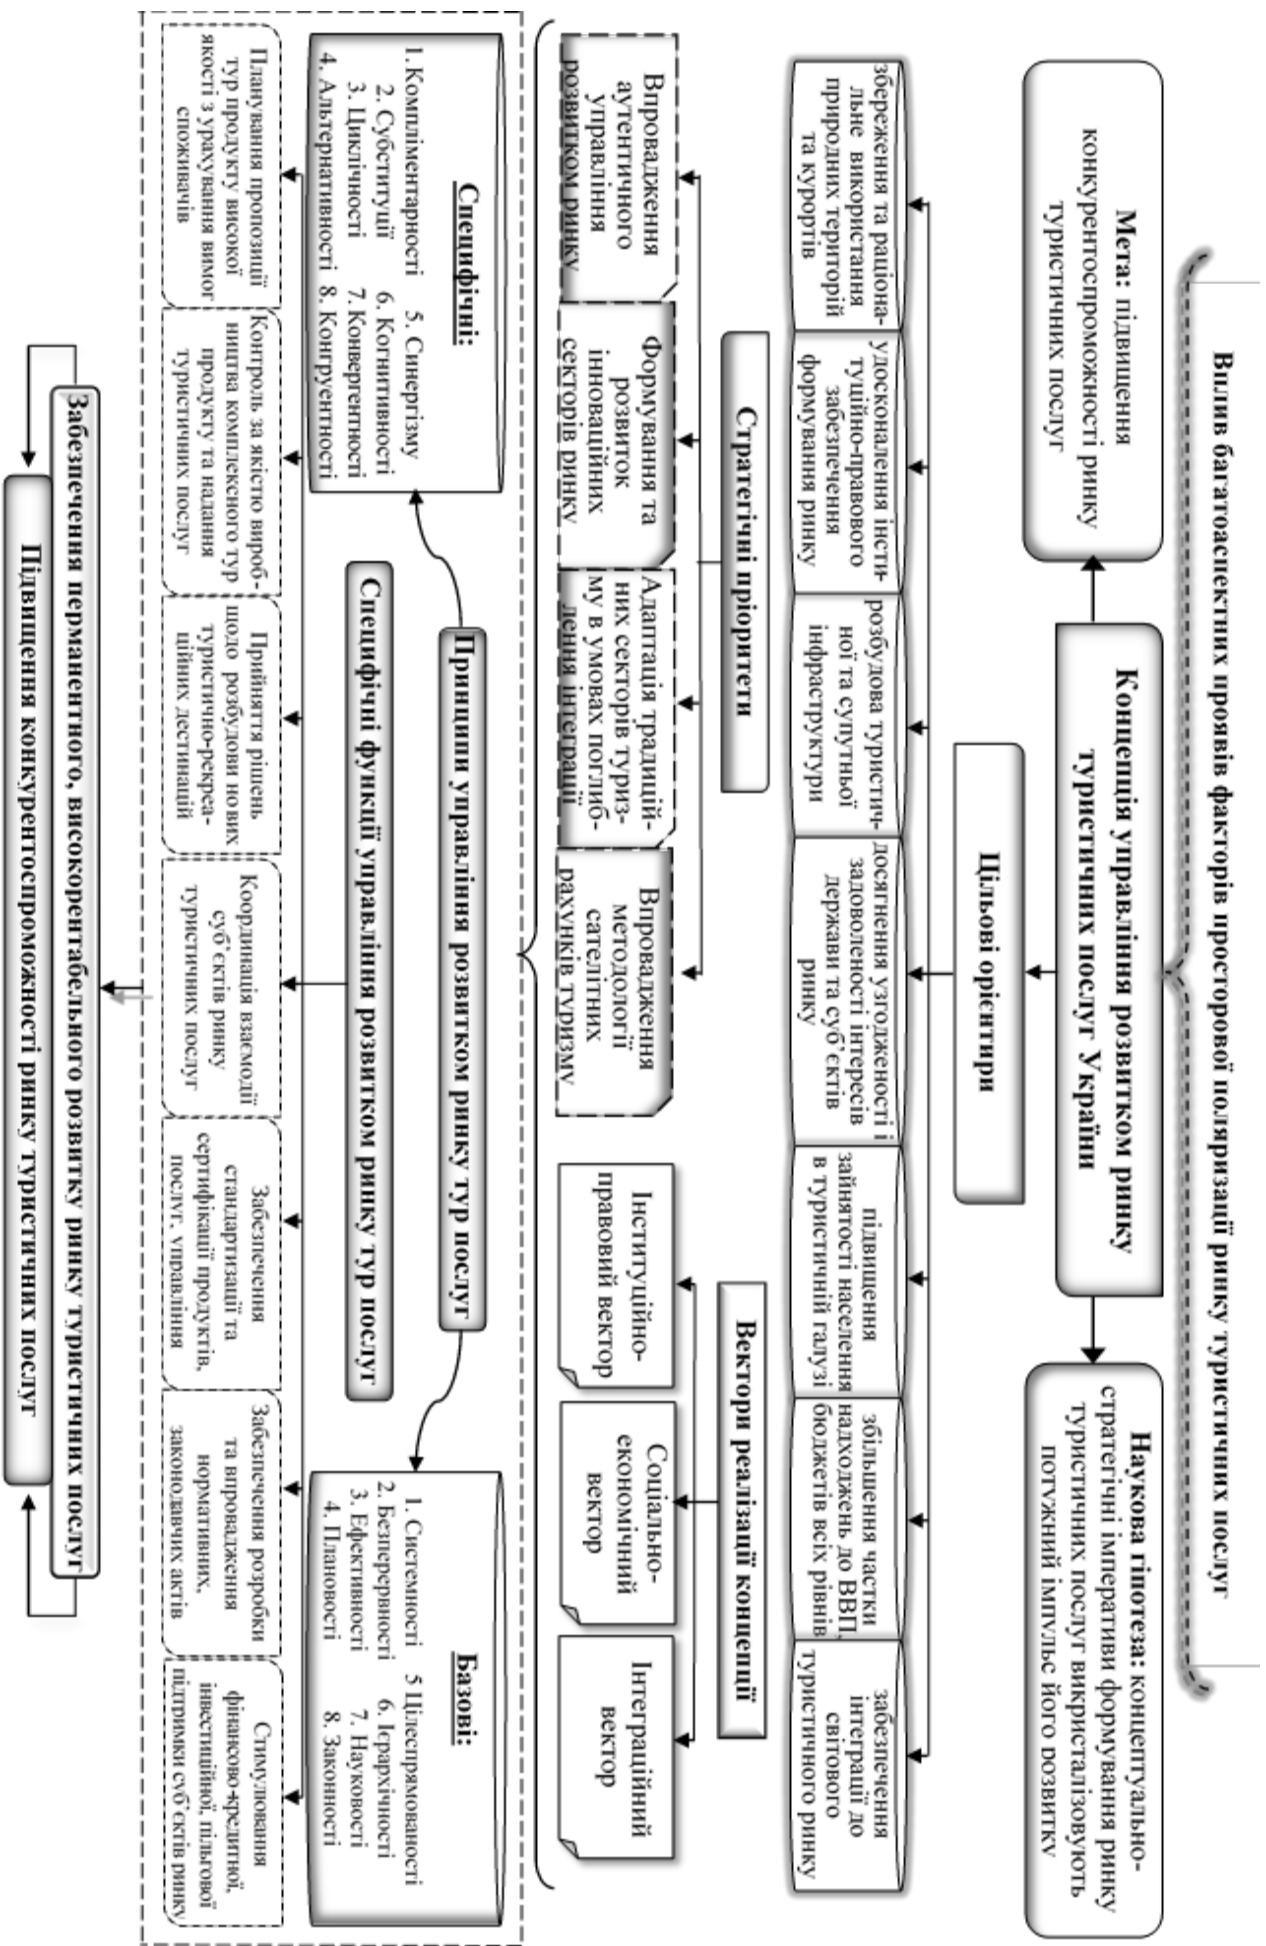 Вплив багатоаспектних проявів факторів просторової поляризації ринку туристичних послуг
Мета: підвищення
конкурентоспроможності ринку
туристичних послуг
Концепція управління розвитком ринку
туристичних послуг України
Наукова гіпотеза: концептуально-
стратегічні імперативи формування ринку
туристичних послуг викристалізовують
потужний імпульс його розвитку
Цільові орієнтири
збереження та раціона-
льне використання
природних територій
та курортів
удосконалення інсти-
туційно-правового
забезпечення
формування ринку
розбудова туристич-
ної та супутньої
інфраструктури
досягнення узгодженості і
задоволеності інтересів
держави та суб'єктів
ринку
підвищення
зайнятості населення
в туристичній галузі
збільшення частки
надходжень до ВВП,
бюджетів всіх рівнів
забезпечення
інтеграції до
світового
туристичного ринку
Стратегічні пріоритети
Впровадження
аутентичного
управління
розвитком ринку
Формування та
розвиток
інноваційних
секторів ринку
Адаптація традицій-
них секторів туриз-
му в умовах поглиб-
лення інтеграції
Впровадження
методології
сателітних
рахунків туризму
Вектори реалізації концепції
Інституційно-
правовий вектор
Соціально-
економічний
вектор
Інтеграційний
вектор
Принципи управління розвитком ринку тур послуг
Специфічні:
1. Компліментарності 5. Синергізму
2. Субституції 6. Когнитивності
3. Циклічності 7. Конвергентності
4. Альтернативності 8. Конгруентності
Базові:
1. Системності 5 Цілеспрямованості
2. Безперервності 6. Ієрархічності
3. Ефективності 7. Науковості
4. Плановості 8. Законності
Специфічні функції управління розвитком ринку тур послуг
Планування пропозиції
тур продукту високої
якості з урахування вимог
споживачів
Контроль за якістю вироб-
ництва комплексного тур
продукту та надання
туристичних послуг
Прийняття рішень
щодо розбудови нових
туристично-рекреа-
ційних дестинацій
Координація взаємодії
суб'єктів ринку
туристичних послуг
Забезпечення
стандартизації та
сертифікації продуктів,
послуг, управління
Забезпечення розробки
та впровадження
нормативних,
законодавчих актів
Стимулювання
фінансово-кредитної,
інвестиційної, пільгової
підтримки суб'єктів ринку
Забезпечення перманентного, високорентабельного розвитку ринку туристичних послуг
Підвищення конкурентоспроможності ринку туристичних послуг